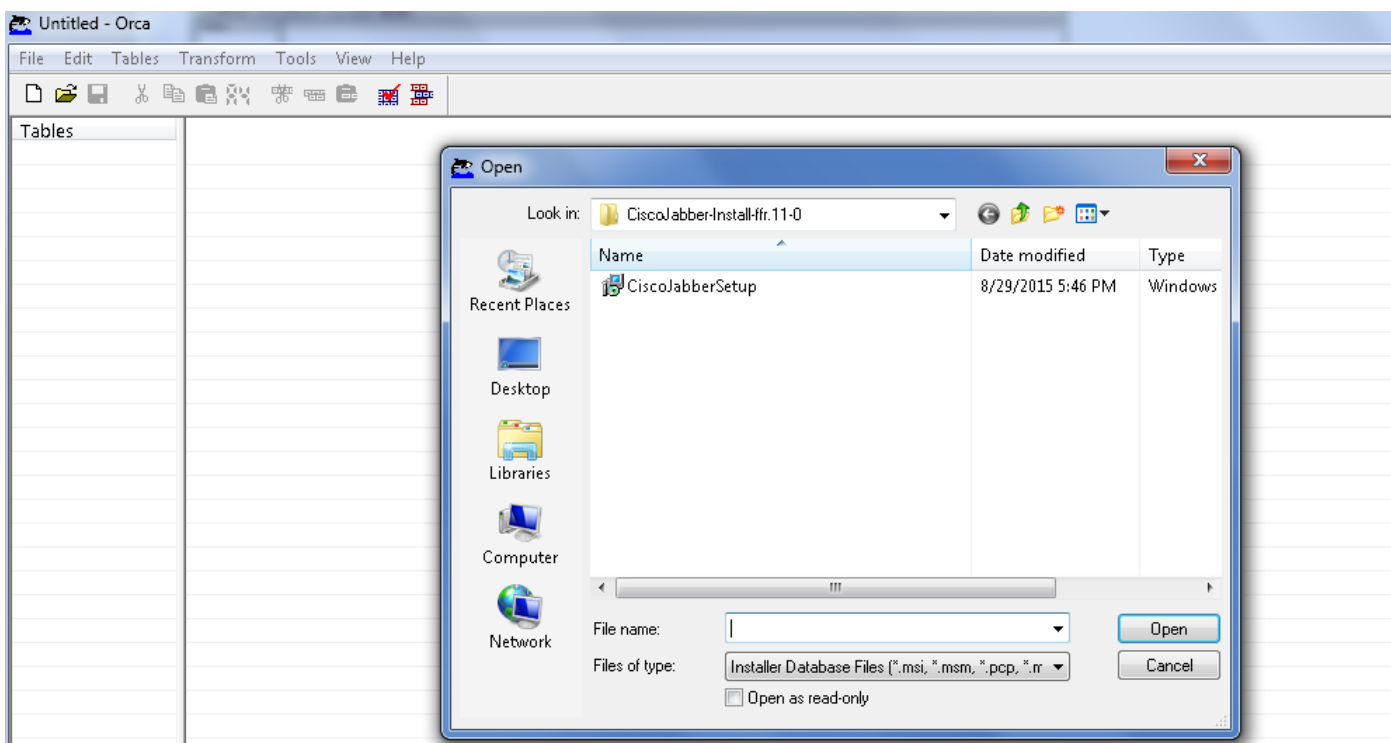 Untitled - Orca
File Edit Tables Transform Tools View Help
Tables
Open
Look in: CiscoJabber-Install-ffr.11-0
Name Date modified Type
CiscoJabberSetup 8/29/2015 5:46 PM Windows
Recent Places
Desktop
Libraries
Computer
Network
File name: Open
Files of type: Installer Database Files (*.msi, *.msm, *.pcp, *.m Cancel
Open as read-only